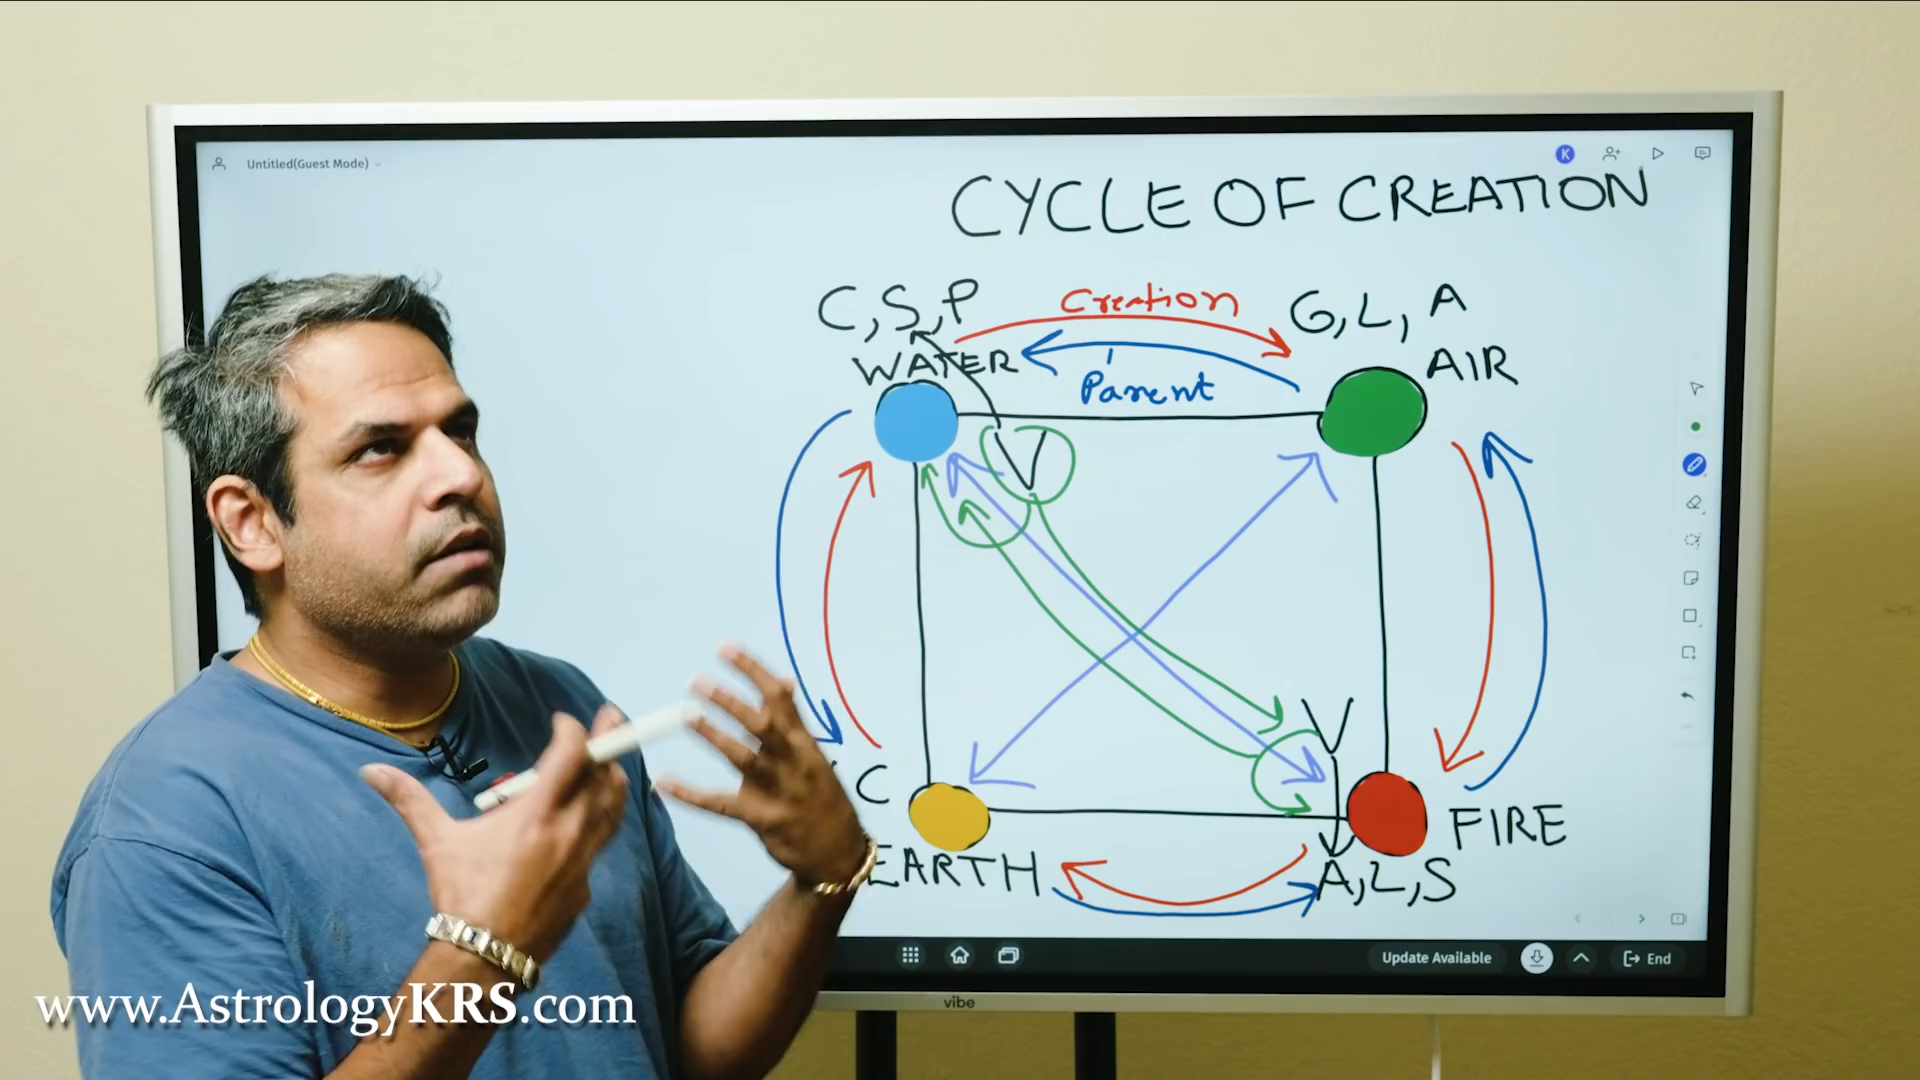 Untitled(Guest Mode)
K
CYCLE OF CREATION
C, S, P
Creation
G, L, A
WATER
AIR
Parent
V
V
C
FIRE
EARTH
A, L, S
Update Available
End
vibe
www.AstrologyKRS.com